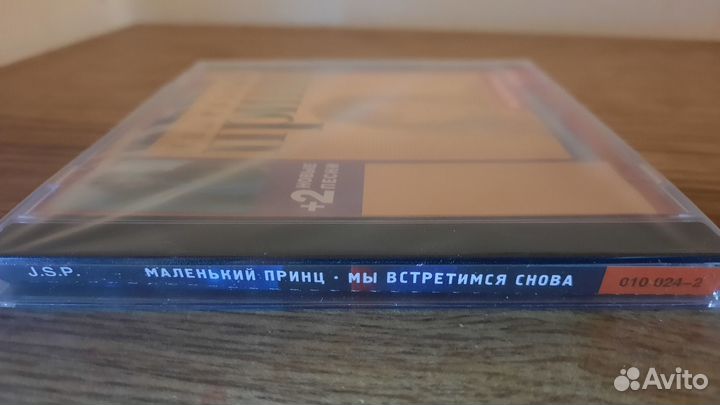 +2 НОВЫЕ
ПЕСНИ
J.S.P. МАЛЕНЬКИЙ ПРИНЦ · МЫ ВСТРЕТИМСЯ СНОВА 010 024-2
Avito